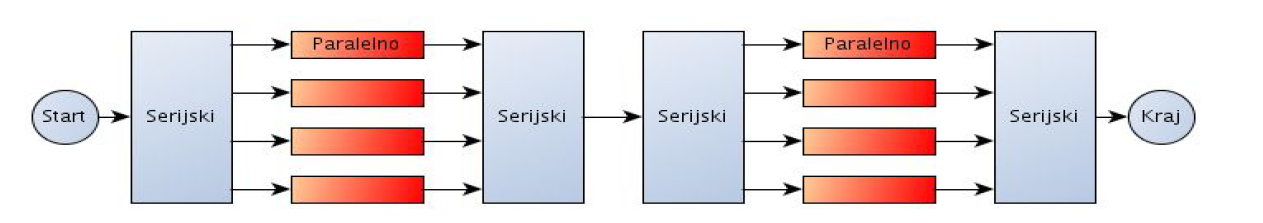 Start
Serijski
Paralelno
Serijski
Serijski
Paralelno
Serijski
Kraj